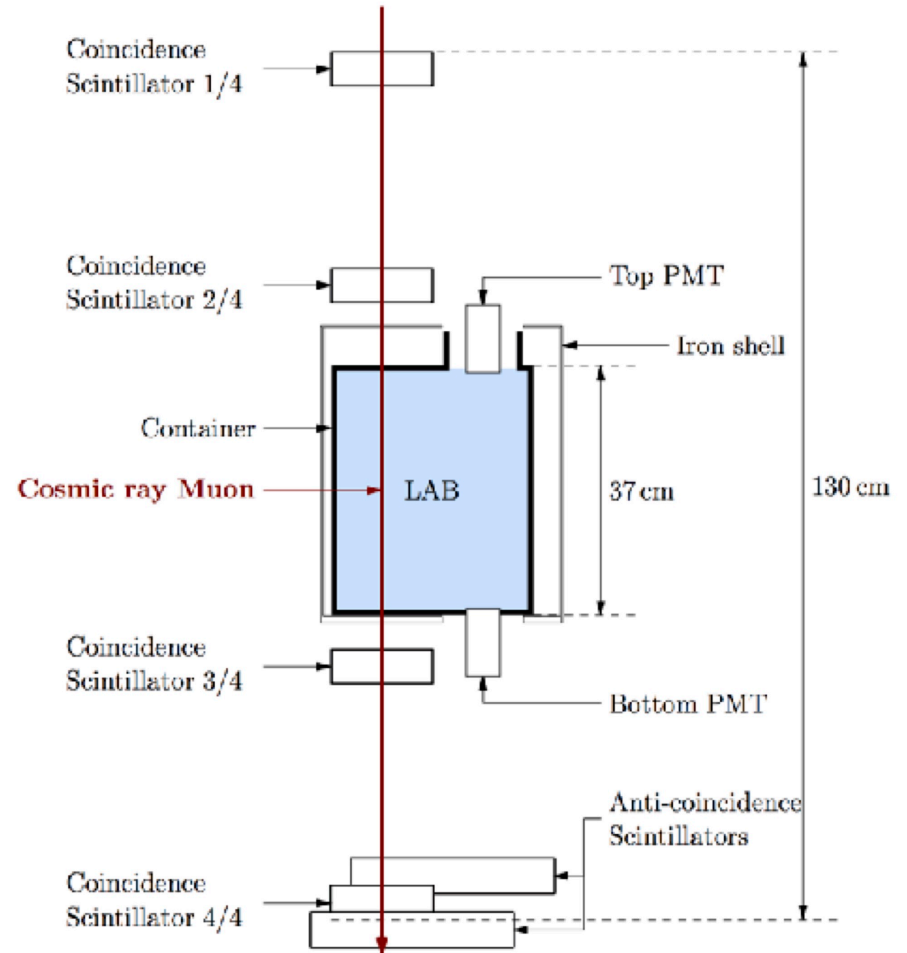 Coincidence
Scintillator 1/4
Coincidence
Scintillator 2/4
Top PMT
Iron shell
Container
Cosmic ray Muon
LAB
37 cm
130 cm
Coincidence
Scintillator 3/4
Bottom PMT
Anti-coincidence
Scintillators
Coincidence
Scintillator 4/4